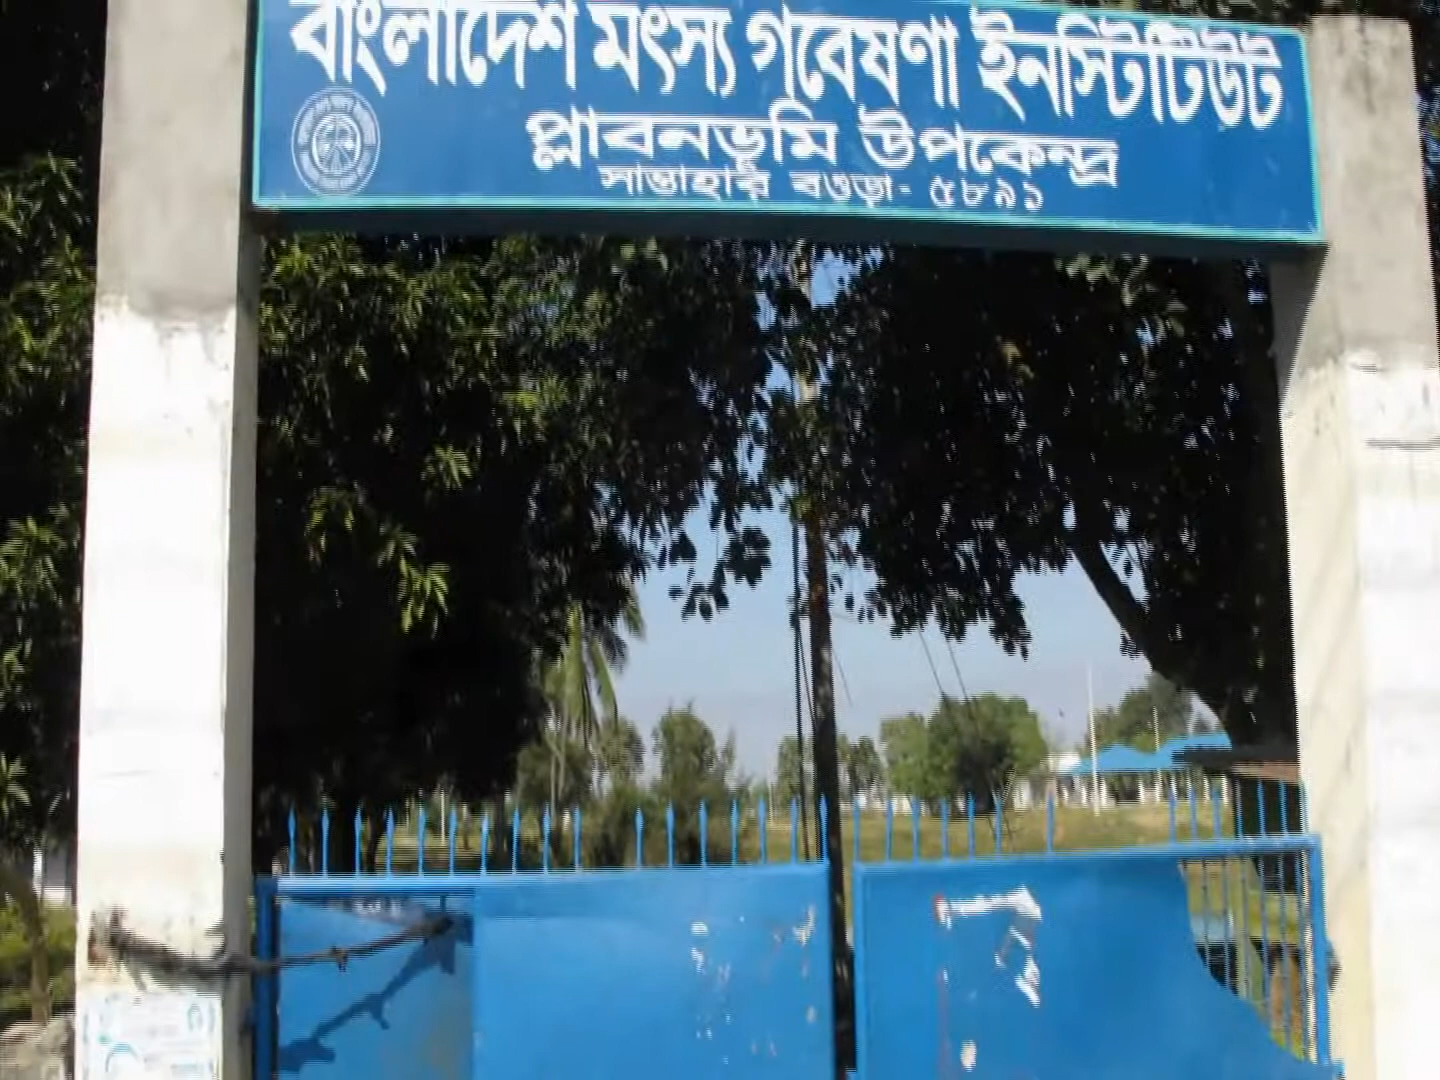 বাংলাদেশ মৎস্য গবেষণা ইনস্টিটিউট
প্লাবনভূমি উপকেন্দ্র
সান্তাহার বগুড়া- ৫৮৯১